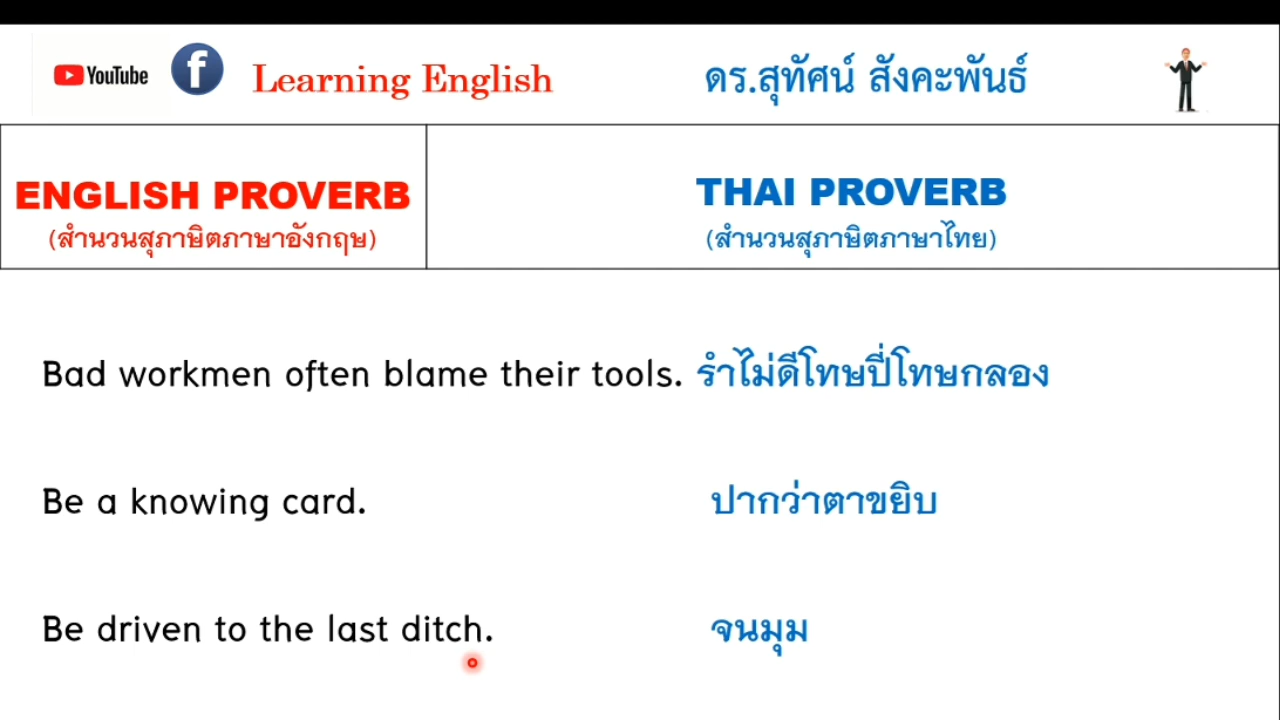 YouTube f Learning English ดร.สุทัศน์ สังคะพันธ์
ENGLISH PROVERB
(สำนวนสุภาษิตภาษาอังกฤษ)
THAI PROVERB
(สำนวนสุภาษิตภาษาไทย)
Bad workmen often blame their tools. รำไม่ดีโทษปี่โทษกลอง
Be a knowing card. ปากว่าตาขยิบ
Be driven to the last ditch. จนมุม